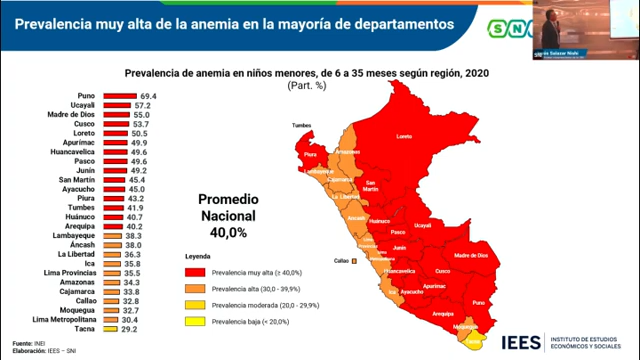 Prevalencia muy alta de la anemia en la mayoría de departamentos
SNI
Prevalencia de anemia en niños menores, de 6 a 35 meses según región, 2020
(Part. %)
Puno 69.4
Ucayali 57.2
Madre de Dios 55.0
Cusco 53.7
Loreto 50.5
Apurímac 49.9
Huancavelica 49.6
Pasco 49.6
Junín 49.2
San Martín 45.4
Ayacucho 45.0
Piura 43.2
Tumbes 41.9
Huánuco 40.7
Arequipa 40.2
Lambayeque 38.3
Áncash 38.0
La Libertad 36.3
Ica 35.8
Lima Provincias 35.5
Amazonas 34.3
Cajamarca 33.8
Callao 32.8
Moquegua 32.7
Lima Metropolitana 30.4
Tacna 29.2
Promedio
Nacional
40,0%
Leyenda
Prevalencia muy alta (≥ 40,0%)
Prevalencia alta (30,0 - 39,9%)
Prevalencia moderada (20,0 - 29,9%)
Prevalencia baja (< 20,0%)
Tumbes
Piura
Loreto
Amazonas
Lambayeque
Cajamarca
San
Martín
La Libertad
Áncash
Huánuco
Ucayali
Pasco
Callao
Junín
Madre de Dios
Huancavelica
Cusco
Ica
Ayacucho
Apurímac
Puno
Arequipa
Moquegua
Tacna
Fuente: INEI
Elaboración: IEES – SNI
IEES
INSTITUTO DE ESTUDIOS
ECONÓMICOS Y SOCIALES